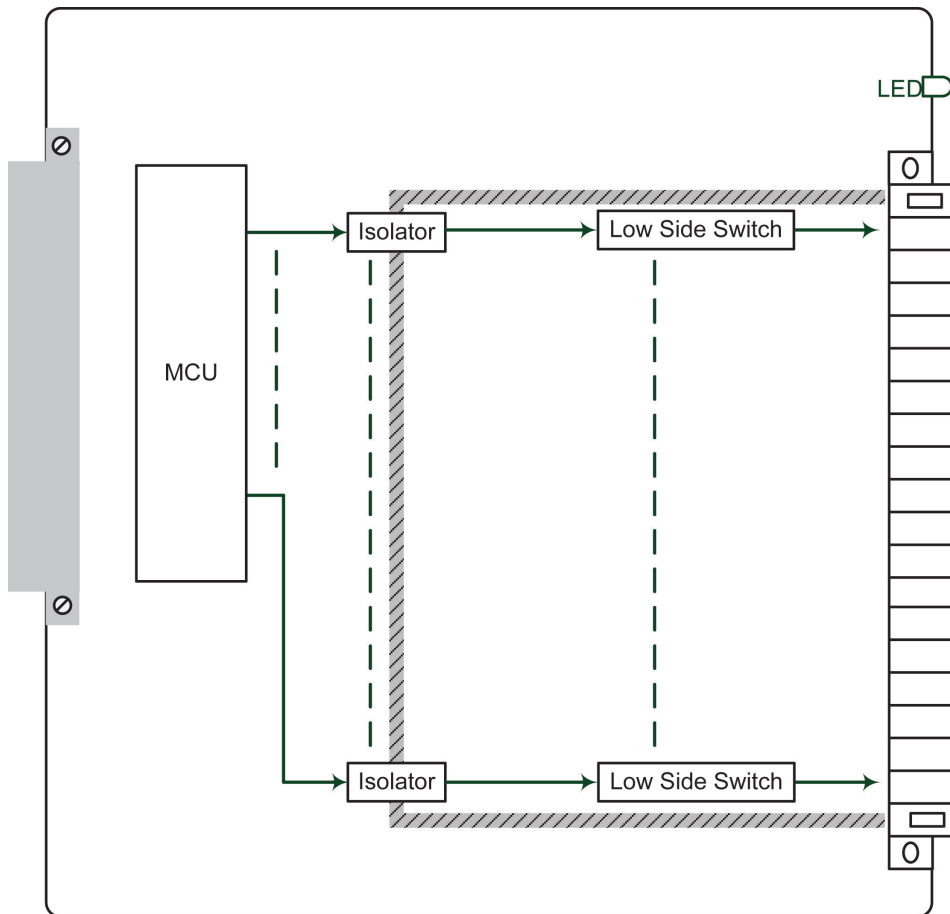 LED
Isolator
Low Side Switch
MCU
Isolator
Low Side Switch